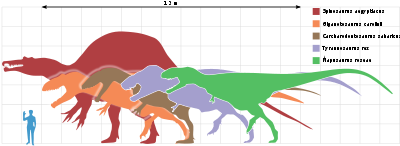 Spinosaurus aegyptiacus
Giganotosaurus carolinii
Carcharodontosaurus saharicus
Tyrannosaurus rex
Mapusaurus roseae